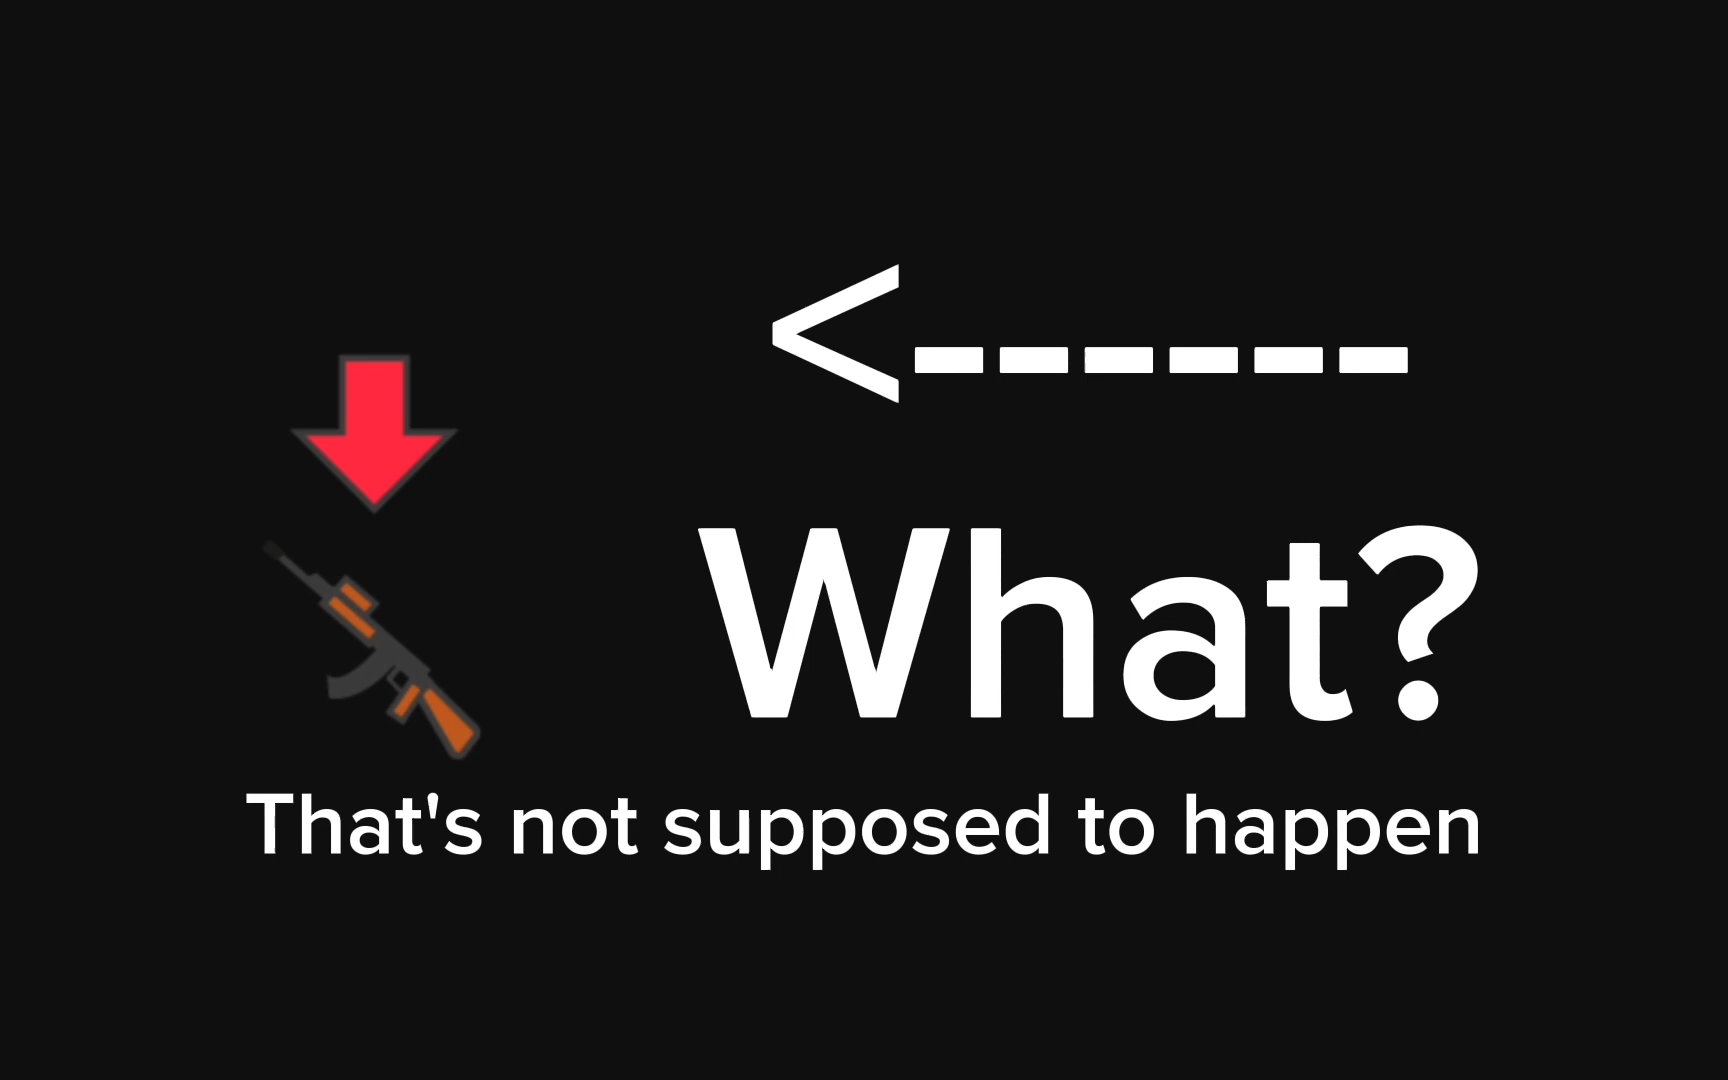 <------
What?
That's not supposed to happen